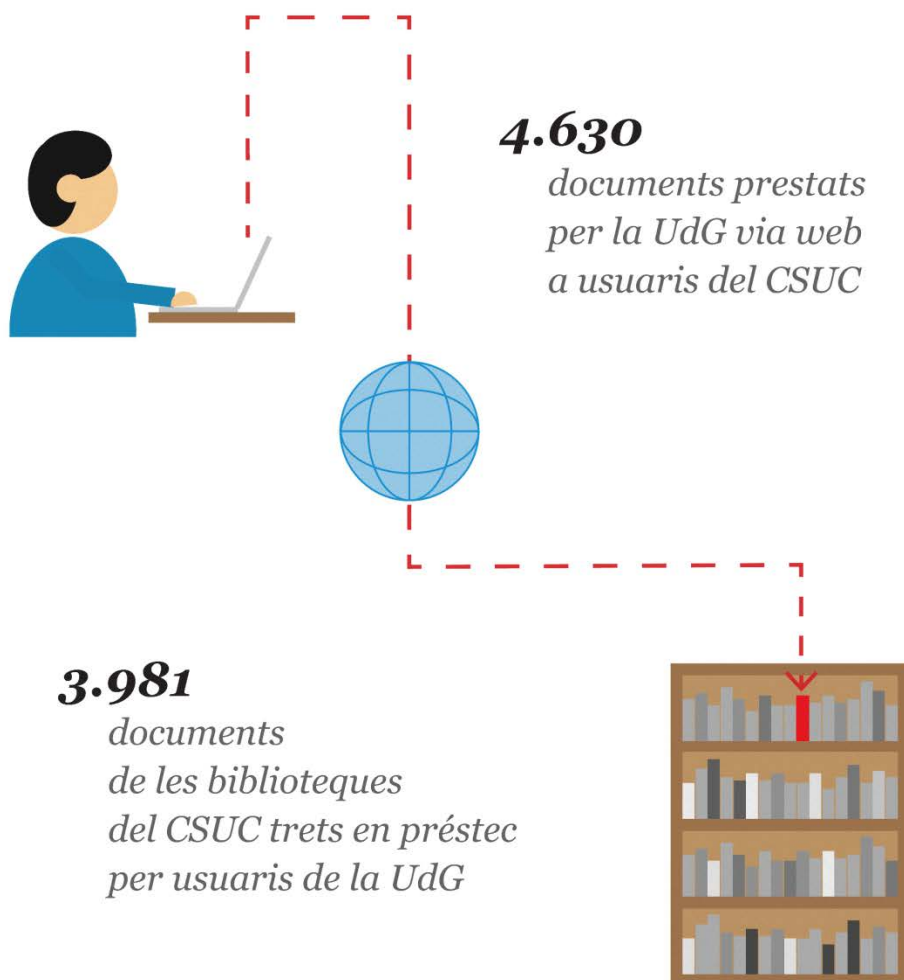 4.630
documents prestats
per la UdG via web
a usuaris del CSUC
3.981
documents
de les biblioteques
del CSUC trets en préstec
per usuaris de la UdG